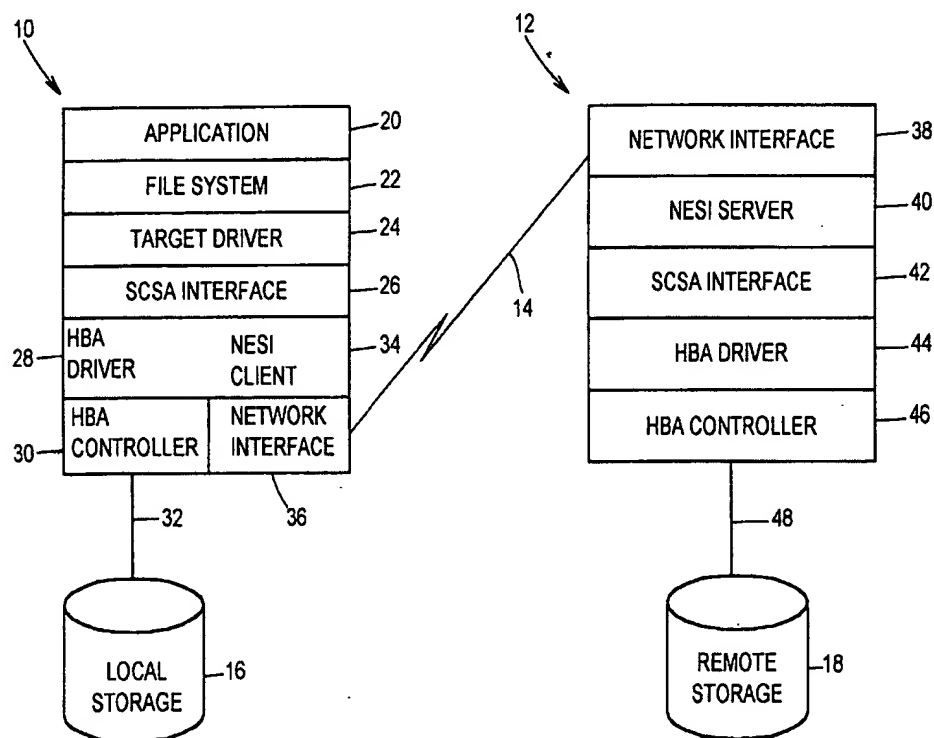 10
APPLICATION
20
FILE SYSTEM
22
TARGET DRIVER
24
SCSA INTERFACE
26
28
HBA
DRIVER
NESI
CLIENT
34
30
HBA
CONTROLLER
NETWORK
INTERFACE
36
32
LOCAL
STORAGE
16
14
12
NETWORK INTERFACE
38
NESI SERVER
40
SCSA INTERFACE
42
HBA DRIVER
44
HBA CONTROLLER
46
48
REMOTE
STORAGE
18